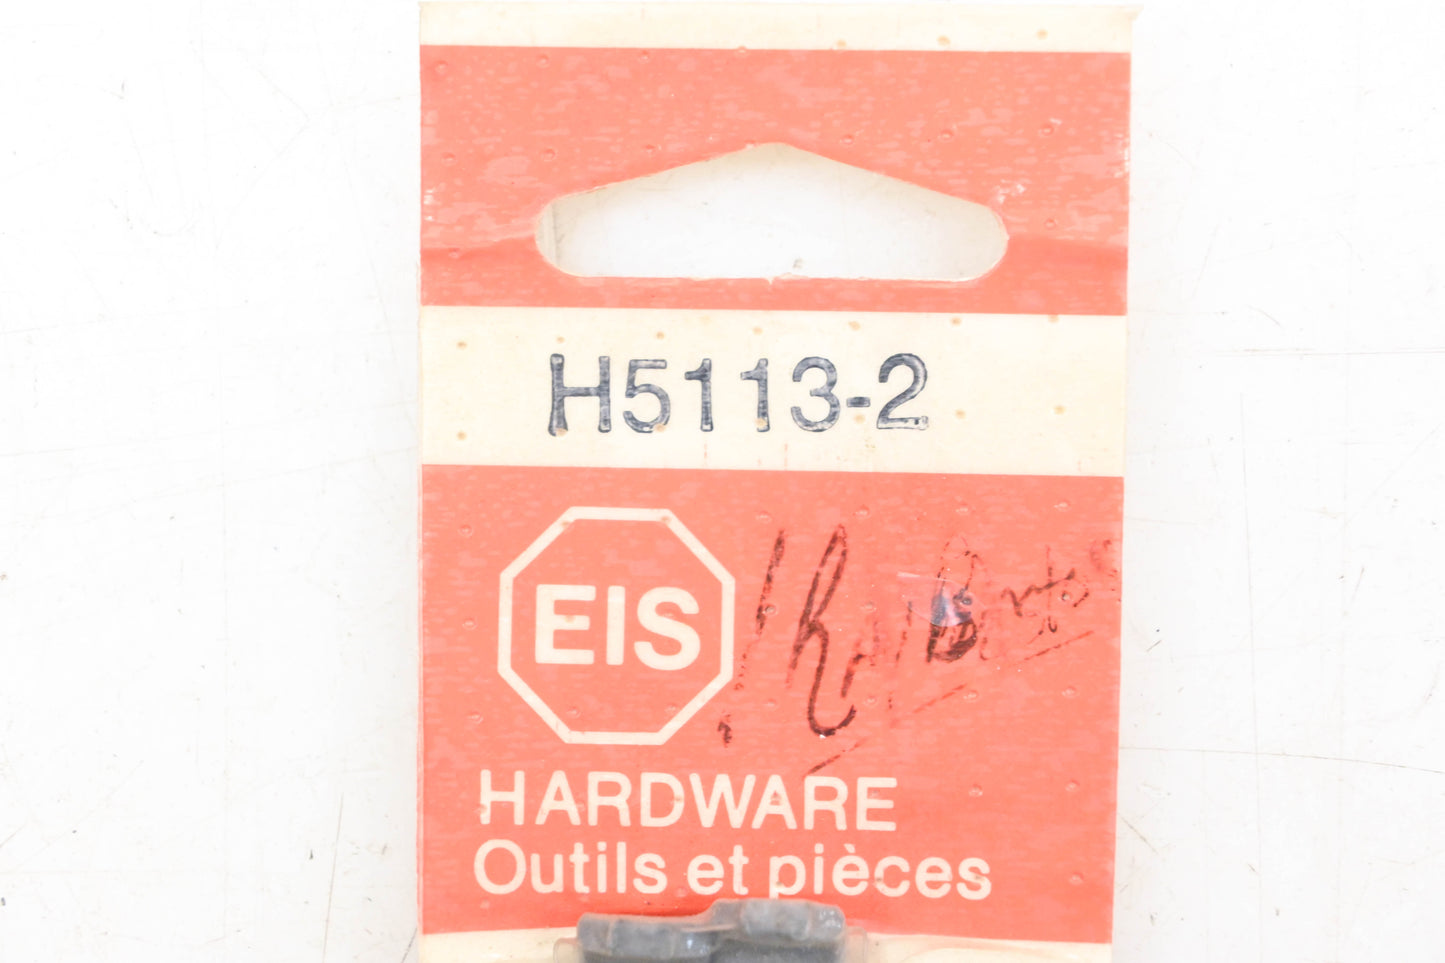 H5113-2
EIS
HARDWARE
Outils et pièces